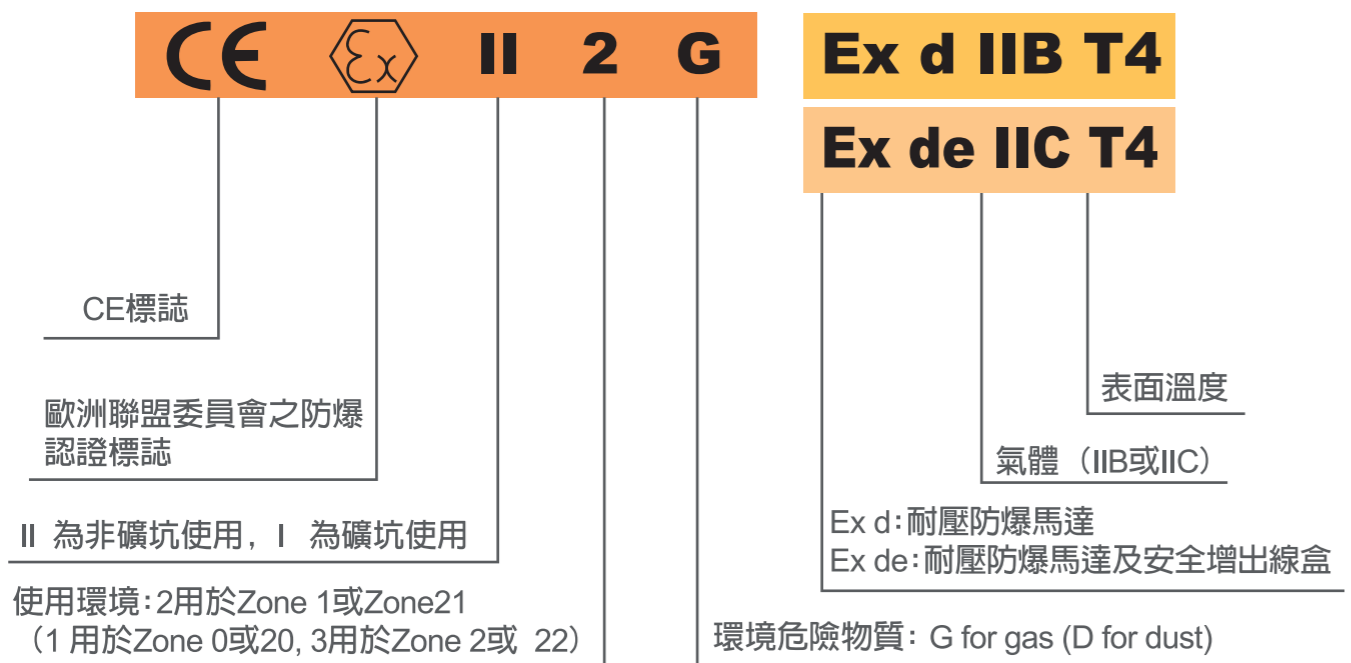 CE Ex II 2 G
Ex d IIB T4
Ex de IIC T4
CE標誌
歐洲聯盟委員會之防爆
認證標誌
II 為非礦坑使用, I 為礦坑使用
使用環境:2用於Zone 1或Zone21
(1 用於Zone 0或20, 3用於Zone 2或 22)
表面溫度
氣體 (IIB或IIC)
Ex d:耐壓防爆馬達
Ex de:耐壓防爆馬達及安全增出線盒
環境危險物質: G for gas (D for dust)